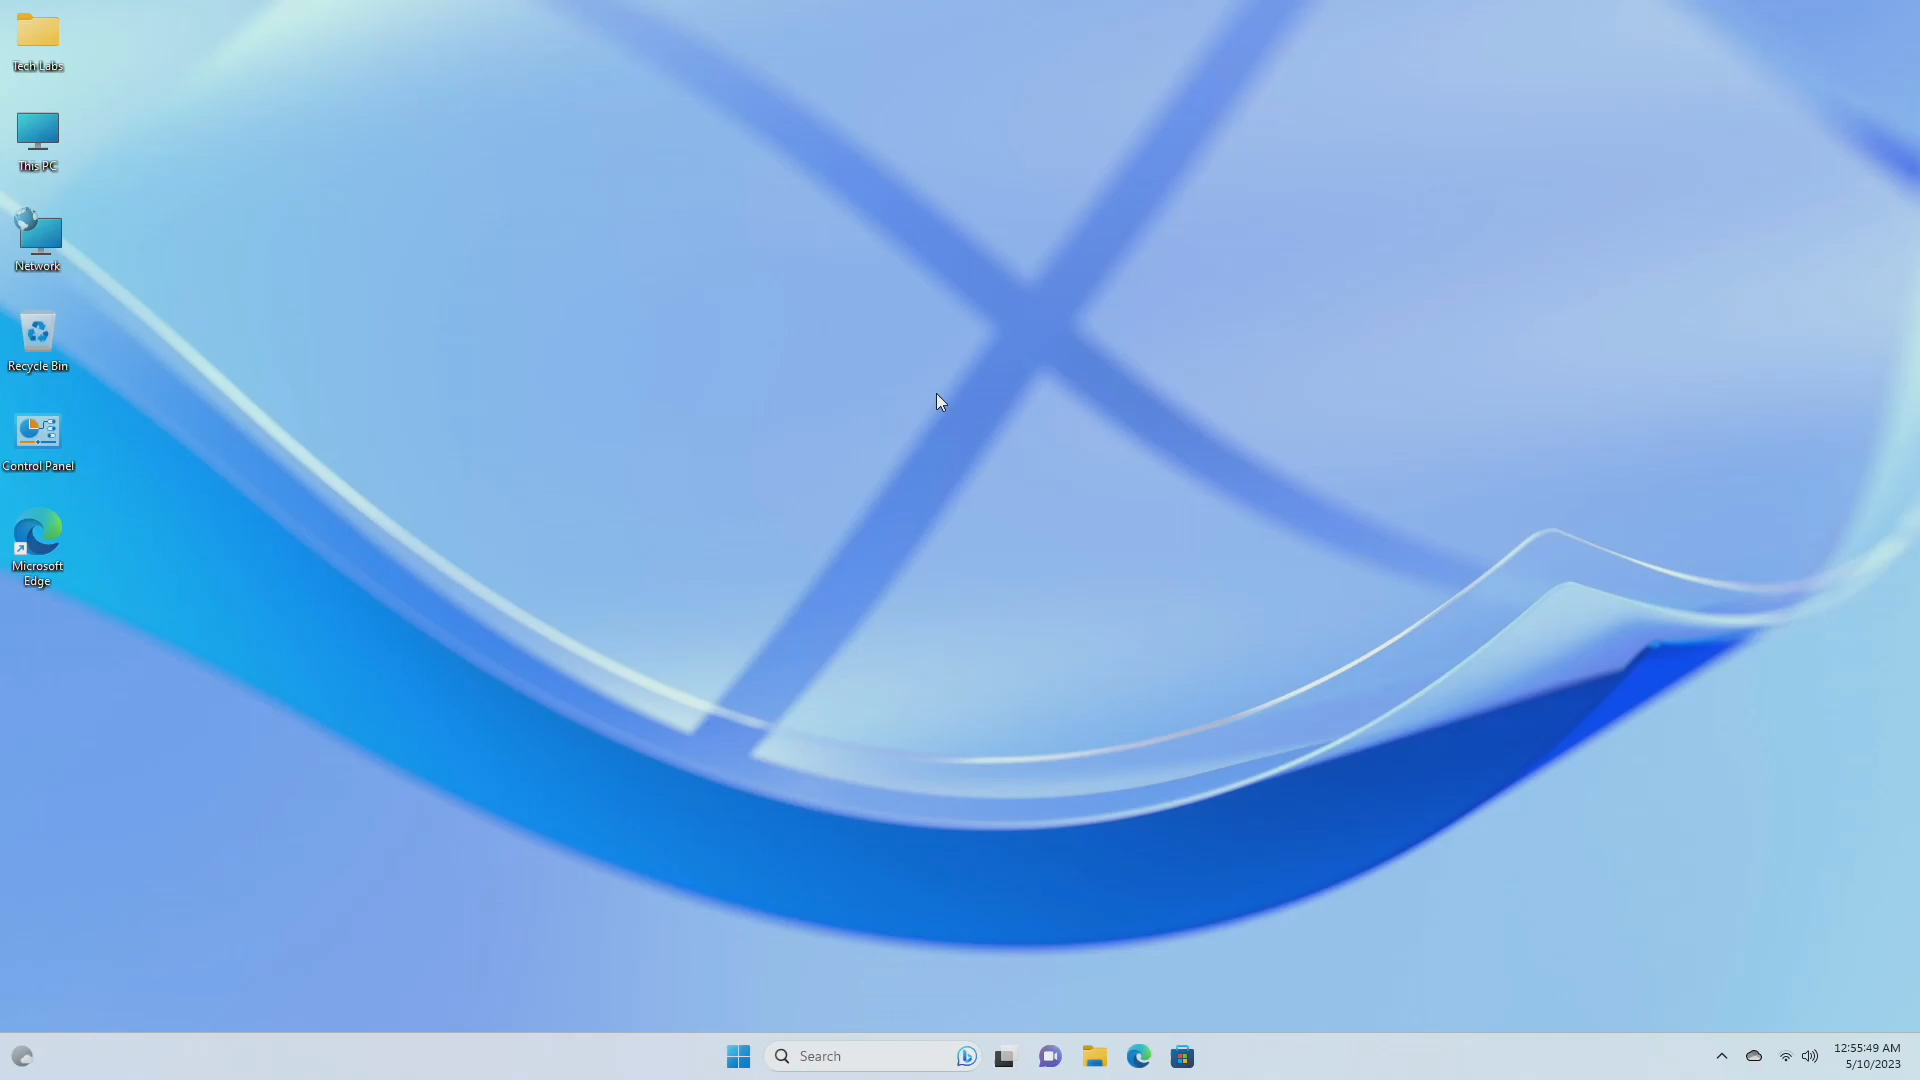 Tech Labs
This PC
Network
Recycle Bin
Control Panel
Microsoft
Edge
Search
12:55:49 AM
5/10/2023